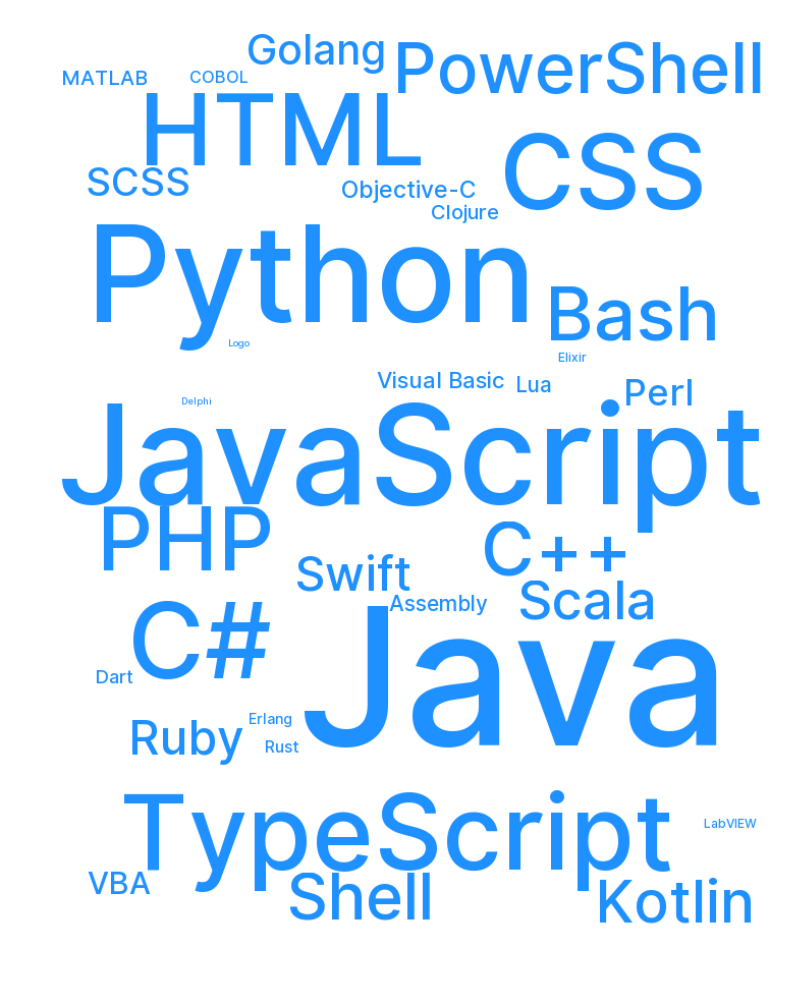 Golang
PowerShell
MATLAB
COBOL
HTML
CSS
SCSS
Objective-C
Clojure
Python
Bash
Logo
Elixir
Visual Basic
Lua
Perl
Delphi
JavaScript
PHP
C++
Swift
Scala
Assembly
C#
Java
Dart
Erlang
Ruby
Rust
TypeScript
LabVIEW
VBA
Shell
Kotlin